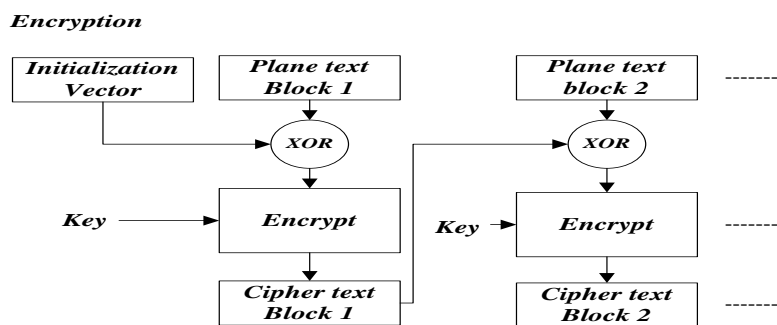 Encryption
Initialization
Vector
Plane text
Block 1
Plane text
block 2
XOR
XOR
Key
Encrypt
Key
Encrypt
Cipher text
Block 1
Cipher text
Block 2